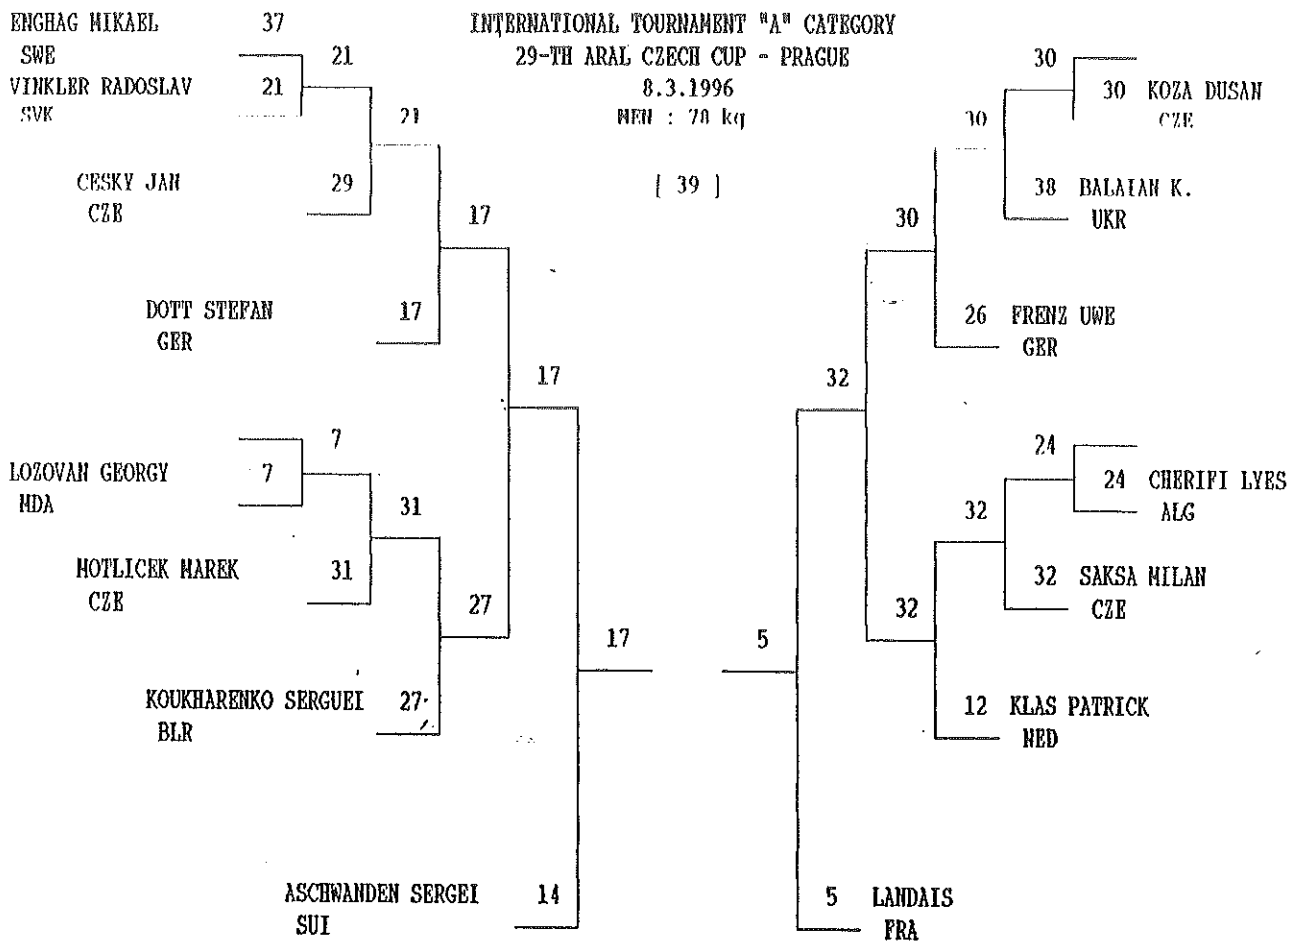 ENGHAG MIKAEL 37 INTERNATIONAL TOURNAMENT "A" CATEGORY
SWE 21 29-TH ARAL CZECH CUP - PRAGUE 30
VINKLER RADOSLAV 21 8.3.1996 30 KOZA DUSAN
SVK 21 MEN : 78 kg 30 CZE
CESKY JAN 29 [ 39 ] 38 BALAIAN K.
CZE 17 30 UKR
DOTT STEFAN 17 26 FRENZ UWE
GER GER
17 32
7 24
LOZOVAN GEORGY 7 24 CHERIFI LYES
MDA 31 32 ALG
MOTLICEK MAREK 31 32 SAKSA MILAN
CZE 27 32 CZE
17 5
KOUKHARENKO SERGUEI 27 12 KLAS PATRICK
BLR NED
ASCHWANDEN SERGEI 14 5 LANDAIS
SUI FRA